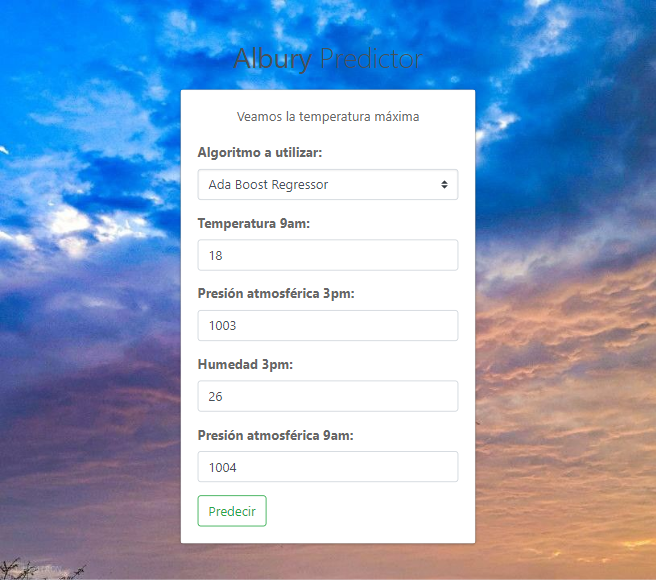 Albury Predictor
Veamos la temperatura máxima
Algoritmo a utilizar:
Ada Boost Regressor
Temperatura 9am:
18
Presión atmosférica 3pm:
1003
Humedad 3pm:
26
Presión atmosférica 9am:
1004
Predecir